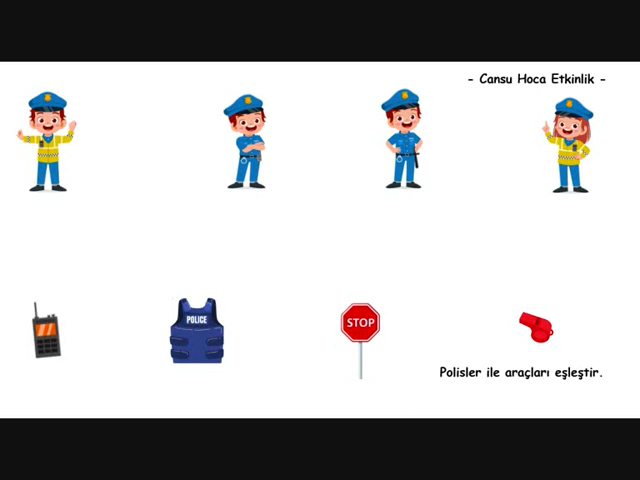 - Cansu Hoca Etkinlik -
POLICE
STOP
Polisler ile araçları eşleştir.